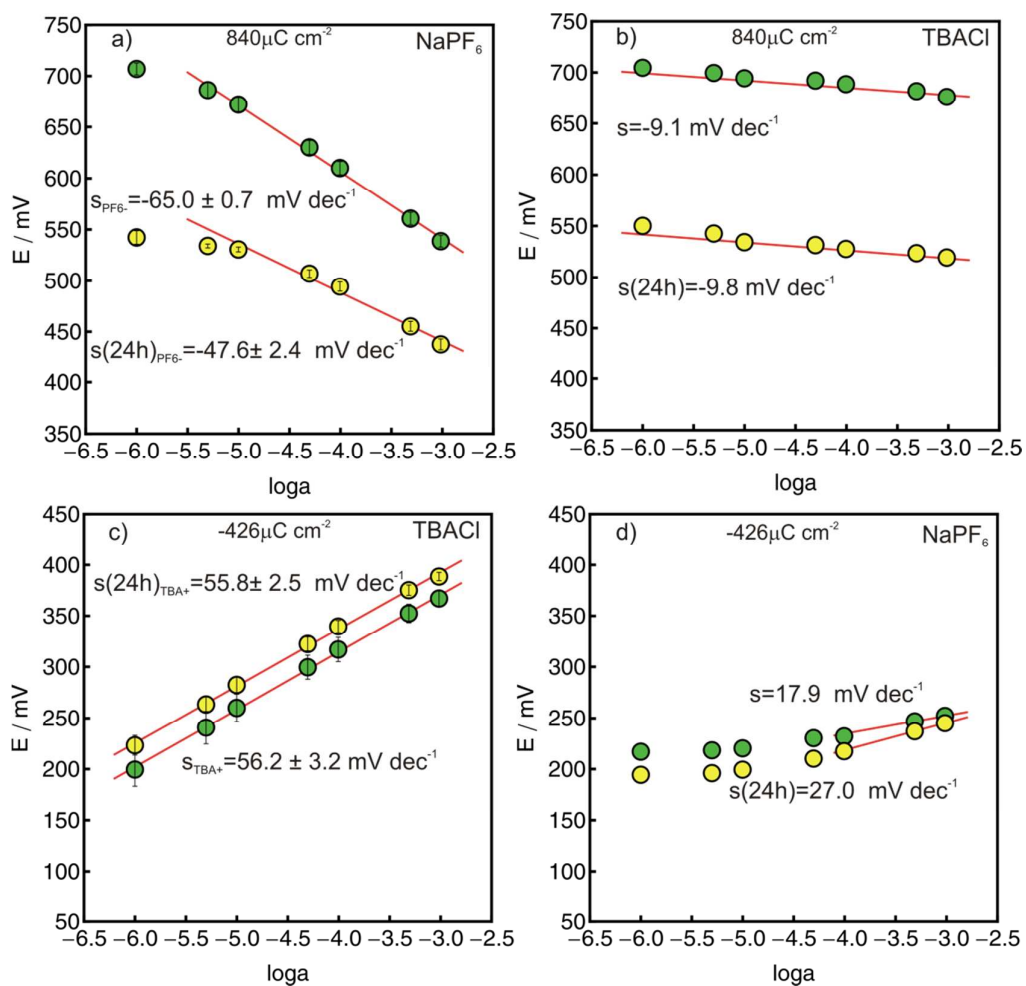 a) 840μC cm⁻² NaPF₆
750
700
650
600
550
500
450
400
350
E / mV
s_PF6-=-65.0 ± 0.7 mV dec⁻¹
s(24h)_PF6-=-47.6± 2.4 mV dec⁻¹
−6.5 −6.0 −5.5 −5.0 −4.5 −4.0 −3.5 −3.0 −2.5
loga
b) 840μC cm⁻² TBACl
750
700
650
600
550
500
450
400
350
E / mV
s=-9.1 mV dec⁻¹
s(24h)=-9.8 mV dec⁻¹
−6.5 −6.0 −5.5 −5.0 −4.5 −4.0 −3.5 −3.0 −2.5
loga
c) -426μC cm⁻² TBACl
450
400
350
300
250
200
150
100
50
E / mV
s(24h)_TBA+=55.8± 2.5 mV dec⁻¹
s_TBA+=56.2 ± 3.2 mV dec⁻¹
−6.5 −6.0 −5.5 −5.0 −4.5 −4.0 −3.5 −3.0 −2.5
loga
d) -426μC cm⁻² NaPF₆
450
400
350
300
250
200
150
100
50
E / mV
s=17.9 mV dec⁻¹
s(24h)=27.0 mV dec⁻¹
−6.5 −6.0 −5.5 −5.0 −4.5 −4.0 −3.5 −3.0 −2.5
loga